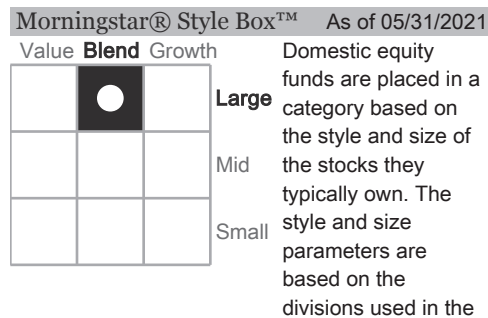 Morningstar® Style Box™ As of 05/31/2021
Value Blend Growth
Large
Mid
Small
Domestic equity
funds are placed in a
category based on
the style and size of
the stocks they
typically own. The
style and size
parameters are
based on the
divisions used in the